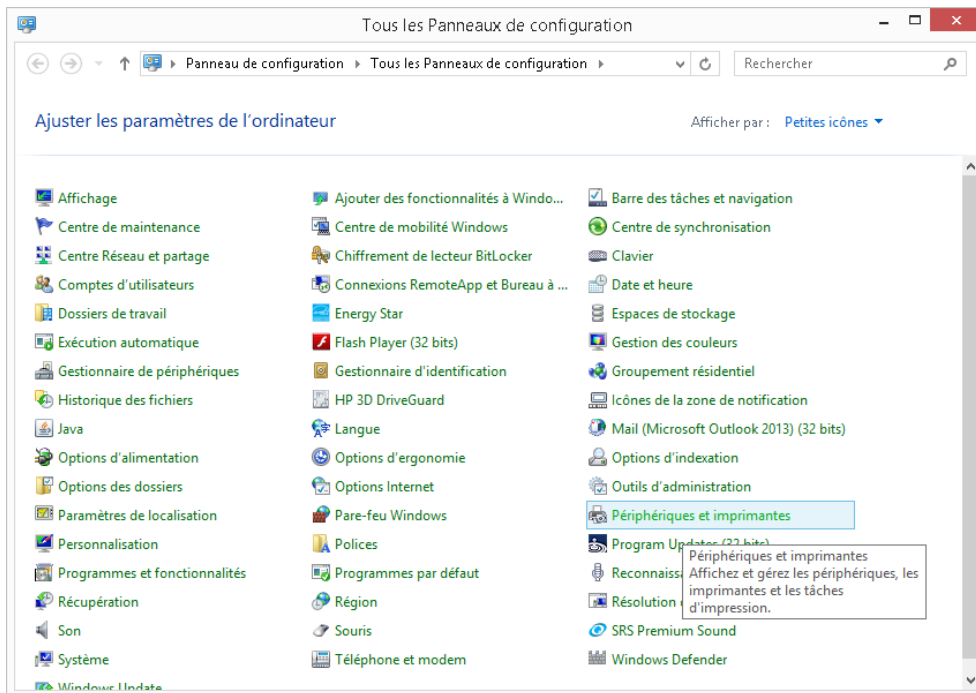 Tous les Panneaux de configuration
Panneau de configuration Tous les Panneaux de configuration
Rechercher
Ajuster les paramètres de l'ordinateur
Afficher par : Petites icônes
Affichage Ajouter des fonctionnalités à Windo... Barre des tâches et navigation
Centre de maintenance Centre de mobilité Windows Centre de synchronisation
Centre Réseau et partage Chiffrement de lecteur BitLocker Clavier
Comptes d'utilisateurs Connexions RemoteApp et Bureau à ... Date et heure
Dossiers de travail Energy Star Espaces de stockage
Exécution automatique Flash Player (32 bits) Gestion des couleurs
Gestionnaire de périphériques Gestionnaire d'identification Groupement résidentiel
Historique des fichiers HP 3D DriveGuard Icônes de la zone de notification
Java Langue Mail (Microsoft Outlook 2013) (32 bits)
Options d'alimentation Options d'ergonomie Options d'indexation
Options des dossiers Options Internet Outils d'administration
Paramètres de localisation Pare-feu Windows Périphériques et imprimantes
Personnalisation Polices Program Updates (32 bits)
Programmes et fonctionnalités Programmes par défaut Reconnaissa
Récupération Région Résolution
Son Souris SRS Premium Sound
Système Téléphone et modem Windows Defender
Windows Update
Périphériques et imprimantes
Affichez et gérez les périphériques, les
imprimantes et les tâches
d'impression.